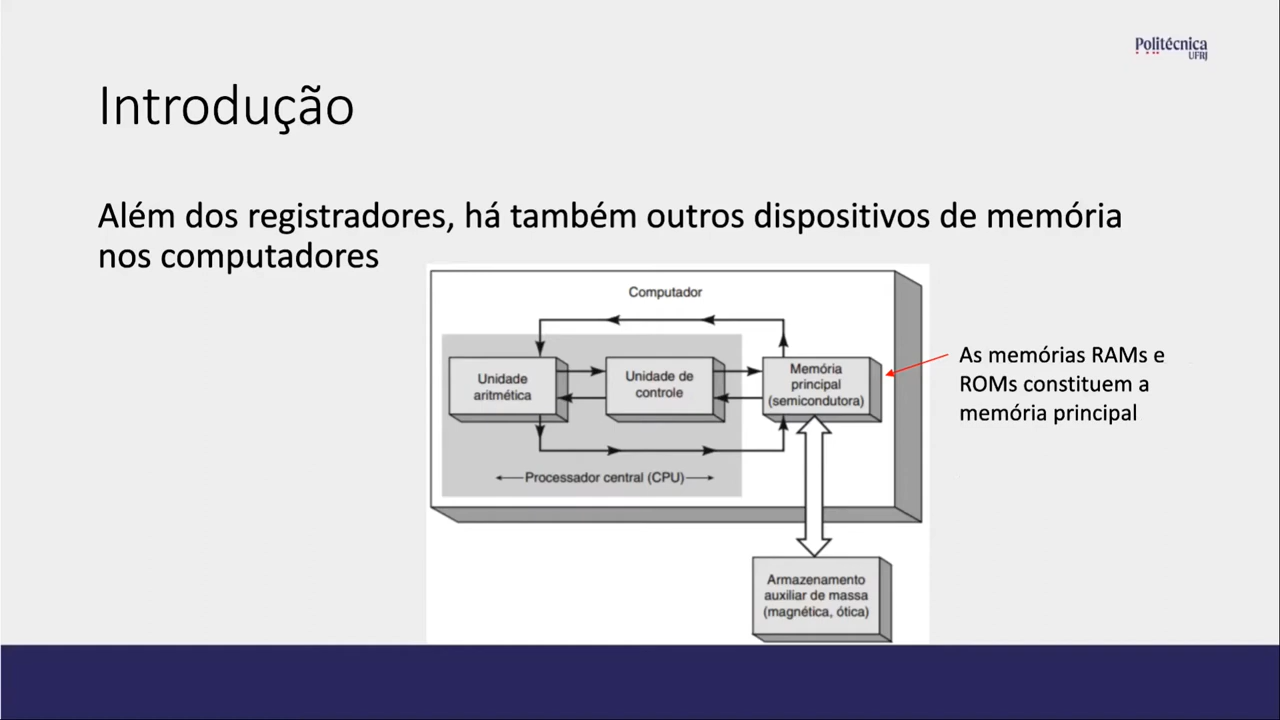 Politécnica
UFRJ
Introdução
Além dos registradores, há também outros dispositivos de memória
nos computadores
Computador
Unidade
aritmética
Unidade de
controle
Memória
principal
(semicondutora)
Processador central (CPU)
As memórias RAMs e
ROMs constituem a
memória principal
Armazenamento
auxiliar de massa
(magnética, ótica)